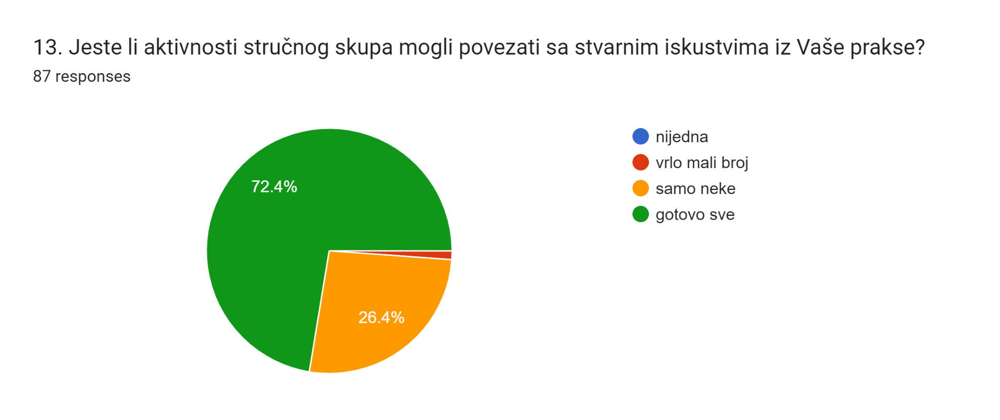 13. Jeste li aktivnosti stručnog skupa mogli povezati sa stvarnim iskustvima iz Vaše prakse?
87 responses
nijedna
vrlo mali broj
samo neke
gotovo sve
72.4%
26.4%